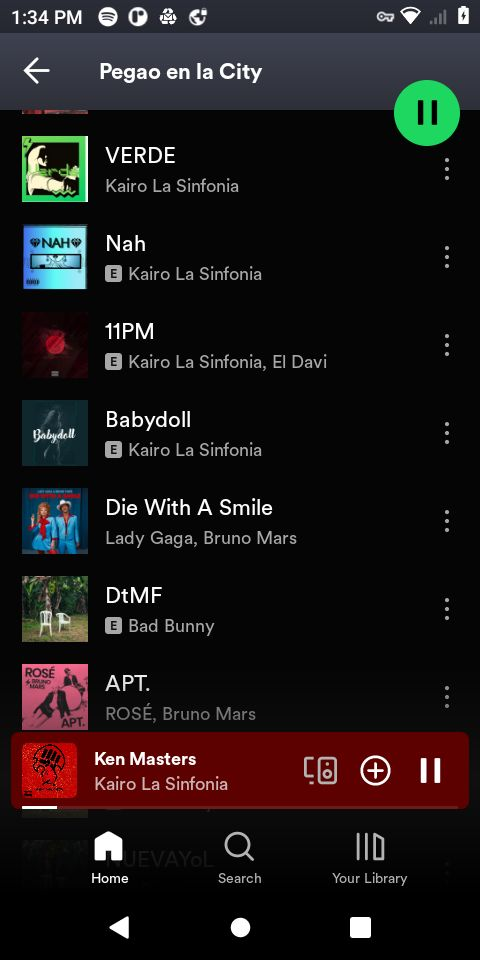 1:34 PM
Pegao en la City
VERDE
Kairo La Sinfonia
NAH
Nah
E Kairo La Sinfonia
11PM
E Kairo La Sinfonia, El Davi
Babydoll
Babydoll
E Kairo La Sinfonia
Die With A Smile
Lady Gaga, Bruno Mars
DtMF
E Bad Bunny
ROSÉ
BRUNO
MARS
APT.
APT.
ROSÉ, Bruno Mars
Ken Masters
Kairo La Sinfonia
NUEVAYoL
Home
Search
Your Library